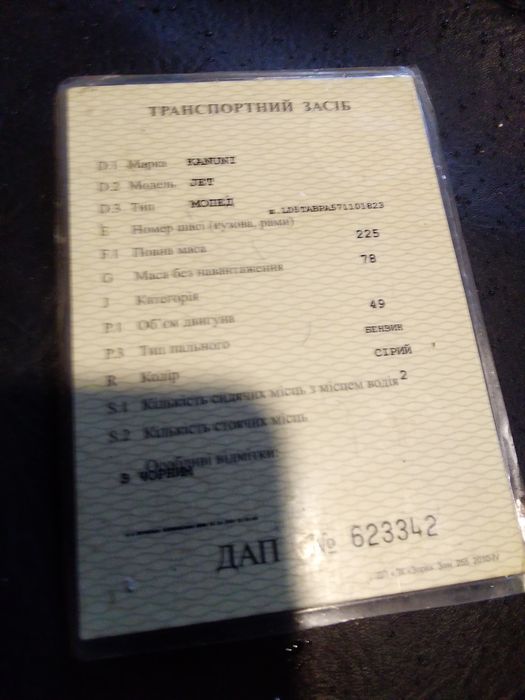 ТРАНСПОРТНИЙ ЗАСІБ
D.1 Марка KANUNI
D.2 Модель JET
D.3 Тип МОПЕД
E Номер шасі (кузова, рами)
F.1 Повна маса 225
G Маса без навантаження 78
J Категорія
P.1 Об'єм двигуна 49
P.3 Тип пального БЕНЗИН
R Колір СІРИЙ
S.1 Кількість сидячих місць з місцем водія 2
S.2 Кількість стоячих місць
Особливі відмітки:
З ЧОРНИМ
ДАП № 623342